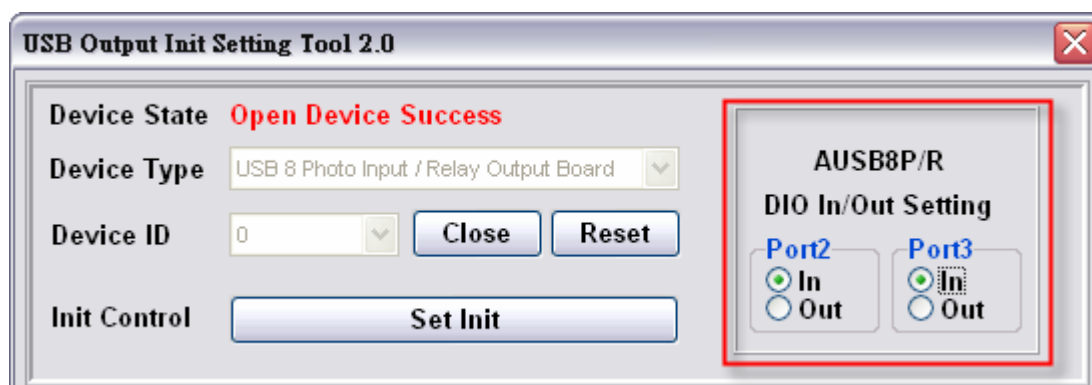 USB Output Init Setting Tool 2.0
Device State Open Device Success
Device Type USB 8 Photo Input / Relay Output Board
Device ID 0 Close Reset
Init Control Set Init
AUSB8P/R
DIO In/Out Setting
Port2 Port3
In In
Out Out